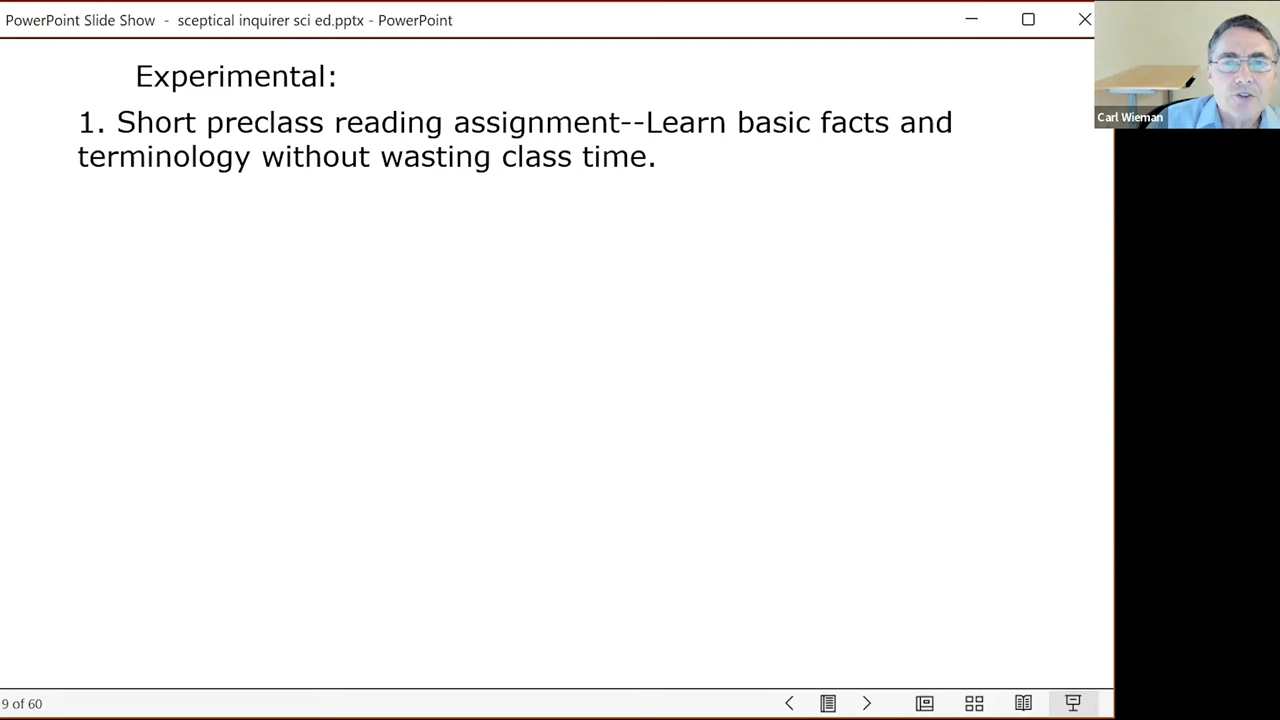 PowerPoint Slide Show - sceptical inquirer sci ed.pptx - PowerPoint
Carl Wieman
Experimental:
1. Short preclass reading assignment--Learn basic facts and
terminology without wasting class time.
9 of 60